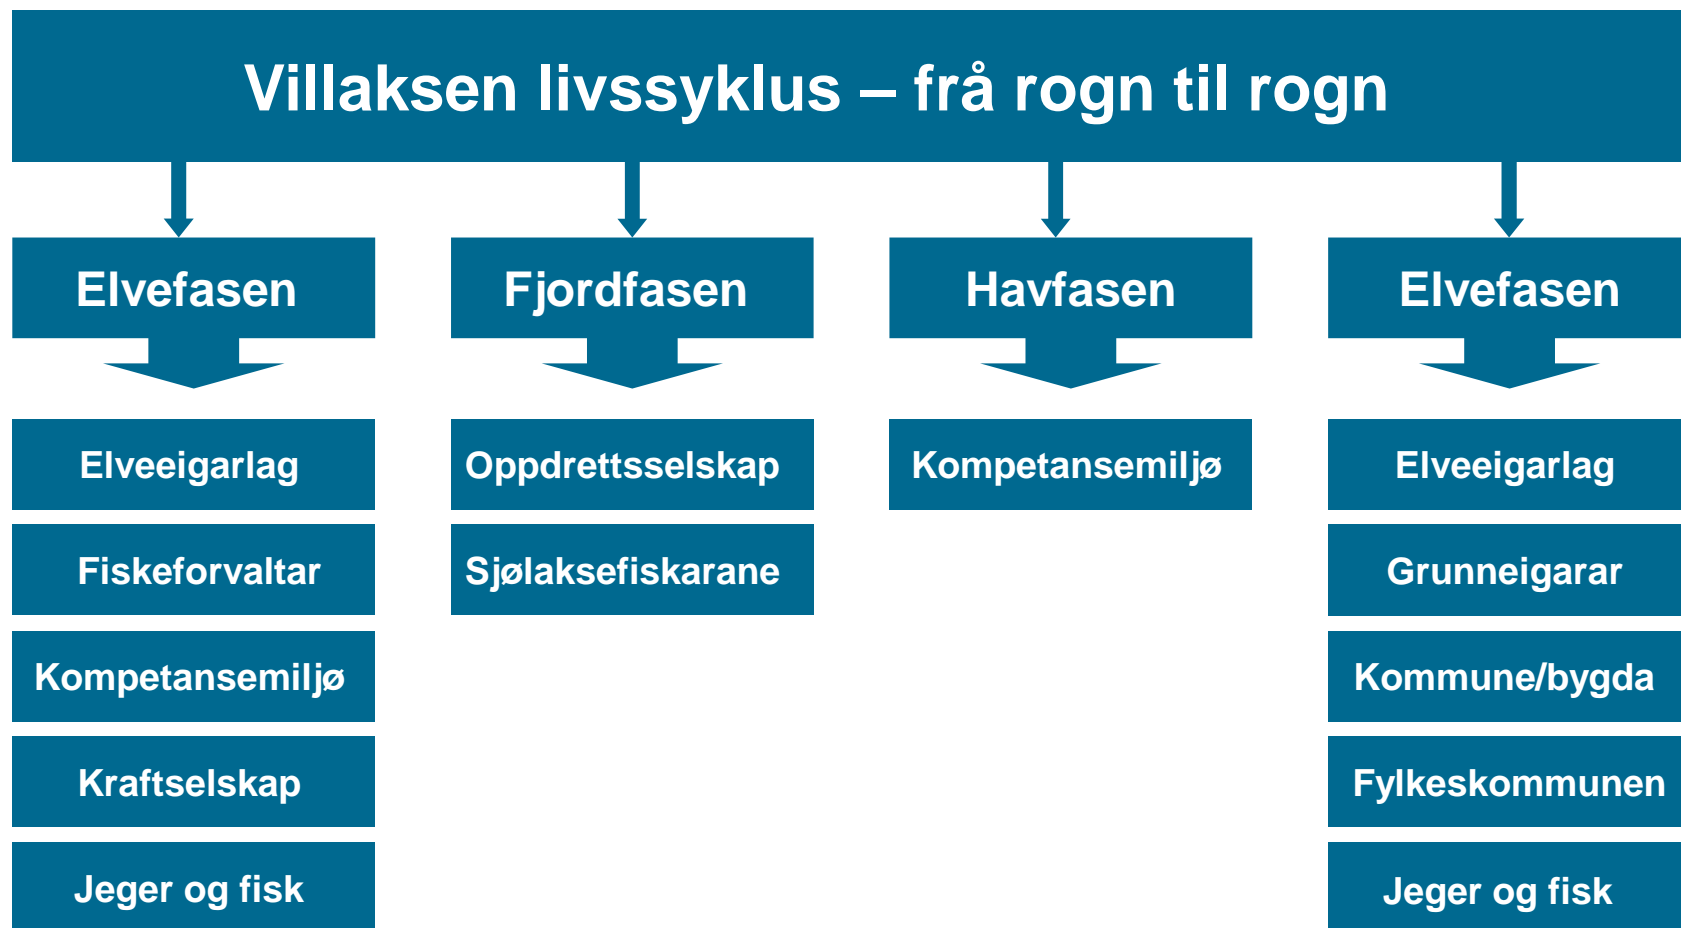 Villaksen livssyklus – frå rogn til rogn
Elvefasen
Elveeigarlag
Fiskeforvaltar
Kompetansemiljø
Kraftselskap
Jeger og fisk
Fjordfasen
Oppdrettsselskap
Sjølaksefiskarane
Havfasen
Kompetansemiljø
Elvefasen
Elveeigarlag
Grunneigarar
Kommune/bygda
Fylkeskommunen
Jeger og fisk